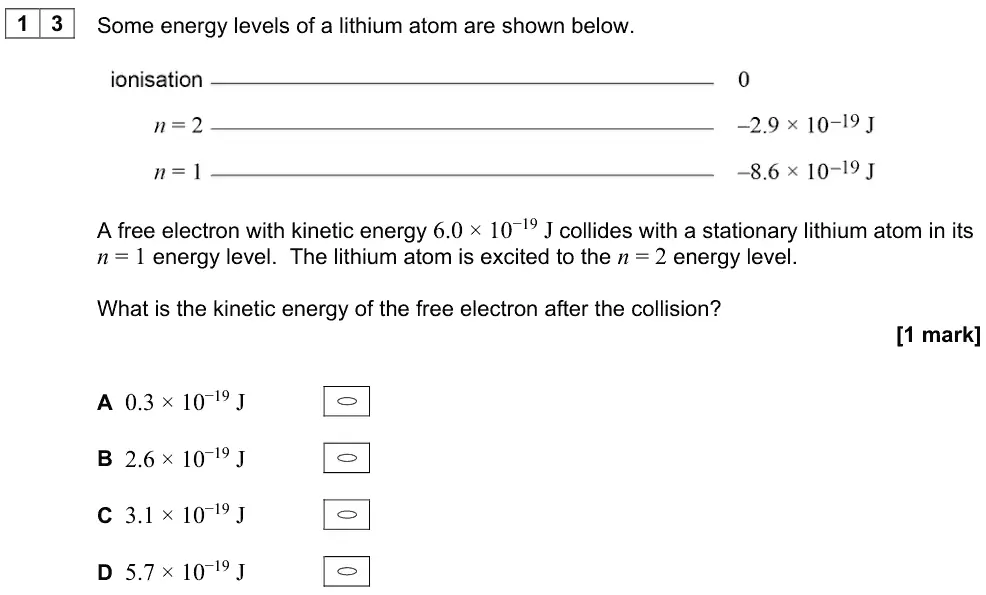 1 3 Some energy levels of a lithium atom are shown below.
ionisation 0
n = 2 –2.9 × 10⁻¹⁹ J
n = 1 –8.6 × 10⁻¹⁹ J
A free electron with kinetic energy 6.0 × 10⁻¹⁹ J collides with a stationary lithium atom in its
n = 1 energy level. The lithium atom is excited to the n = 2 energy level.
What is the kinetic energy of the free electron after the collision?
[1 mark]
A 0.3 × 10⁻¹⁹ J
B 2.6 × 10⁻¹⁹ J
C 3.1 × 10⁻¹⁹ J
D 5.7 × 10⁻¹⁹ J